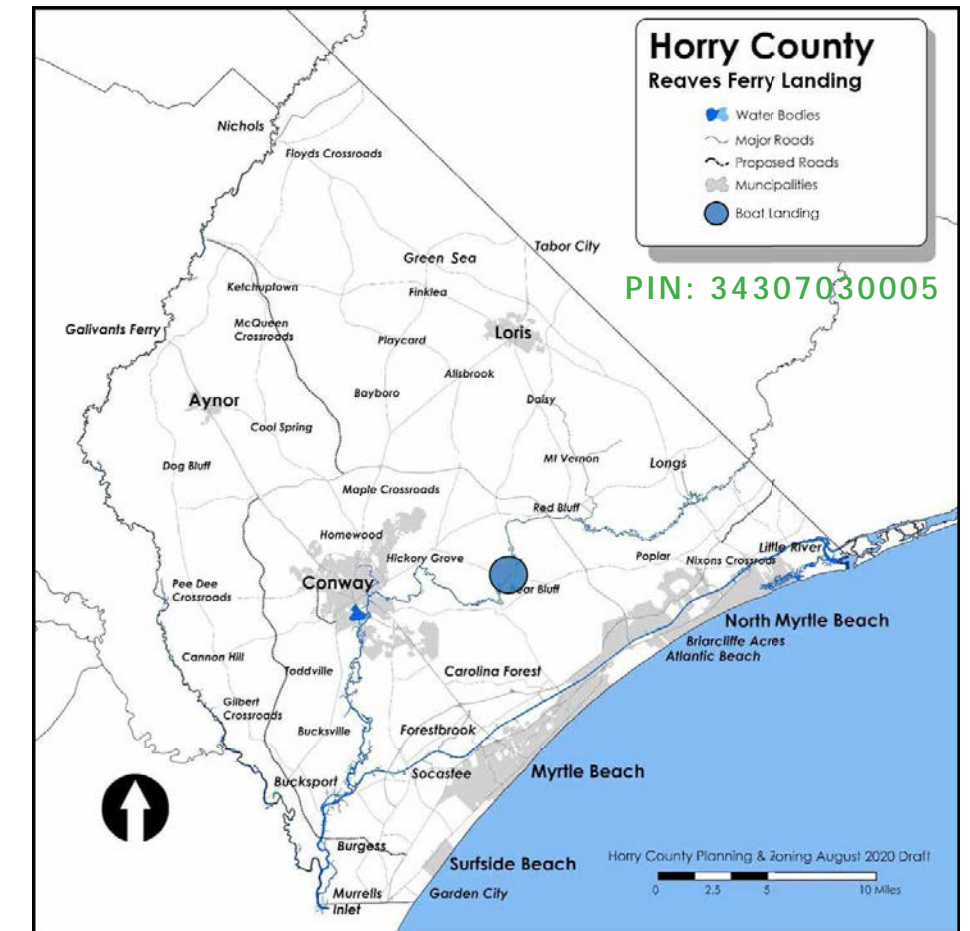 Horry County
Reaves Ferry Landing
Water Bodies
Major Roads
Proposed Roads
Muncipalities
Boat Landing
PIN: 34307030005
Nichols
Floyds Crossroads
Tabor City
Green Sea
Ketchuptown
Finklea
Galivants Ferry
McQueen
Crossroads
Playcard
Loris
Allsbrook
Aynor
Bayboro
Daisy
Cool Spring
Dog Bluff
Mt Vernon
Longs
Maple Crossroads
Red Bluff
Homewood
Hickory Grove
Poplar
Little River
Nixons Crossroads
Conway
Bear Bluff
Pee Dee
Crossroads
North Myrtle Beach
Briarcliffe Acres
Atlantic Beach
Cannon Hill
Toddville
Carolina Forest
Gilbert
Crossroads
Bucksville
Forestbrook
Bucksport
Socastee
Myrtle Beach
Burgess
Surfside Beach
Murrells
Inlet
Garden City
Horry County Planning & Zoning August 2020 Draft
0 2.5 5 10 Miles